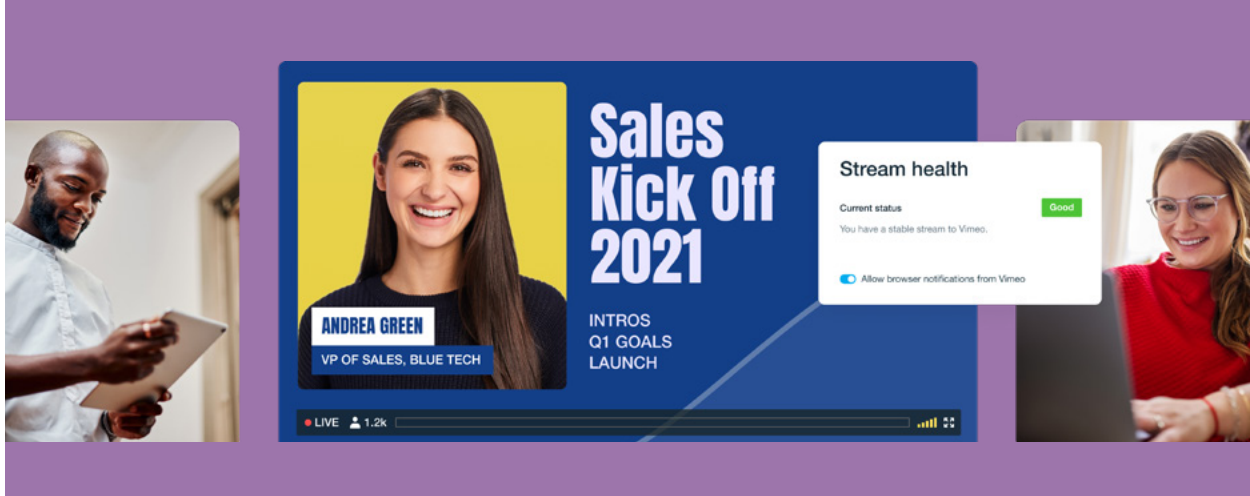 Sales
Kick Off
2021
INTROS
Q1 GOALS
LAUNCH
ANDREA GREEN
VP OF SALES, BLUE TECH
LIVE 1.2k
Stream health
Current status Good
You have a stable stream to Vimeo.
Allow browser notifications from Vimeo